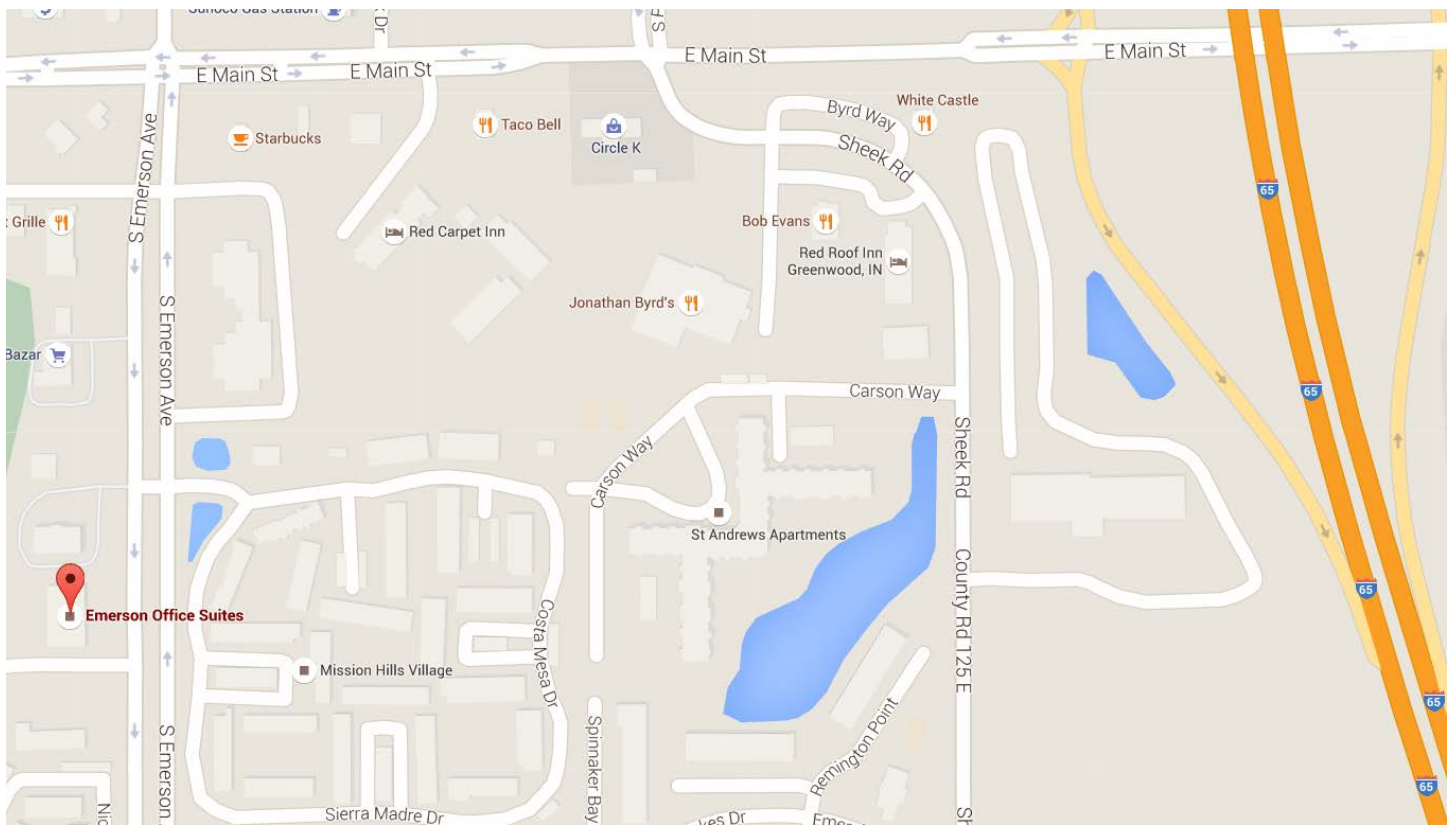 Sunoco Gas Station
Dr
S
E Main St
E Main St
E Main St
E Main St
Starbucks
Taco Bell
Circle K
Byrd Way
White Castle
Sheek Rd
S Emerson Ave
65
Grille
Red Carpet Inn
Bob Evans
Red Roof Inn
Greenwood, IN
Jonathan Byrd's
S Emerson Ave
Bazar
65
Carson Way
Carson Way
Sheek Rd
St Andrews Apartments
County Rd 125 E
65
Emerson Office Suites
Costa Mesa Dr
Mission Hills Village
65
Spinnaker Bay
Remington Point
S Emerson
65
Sierra Madre Dr